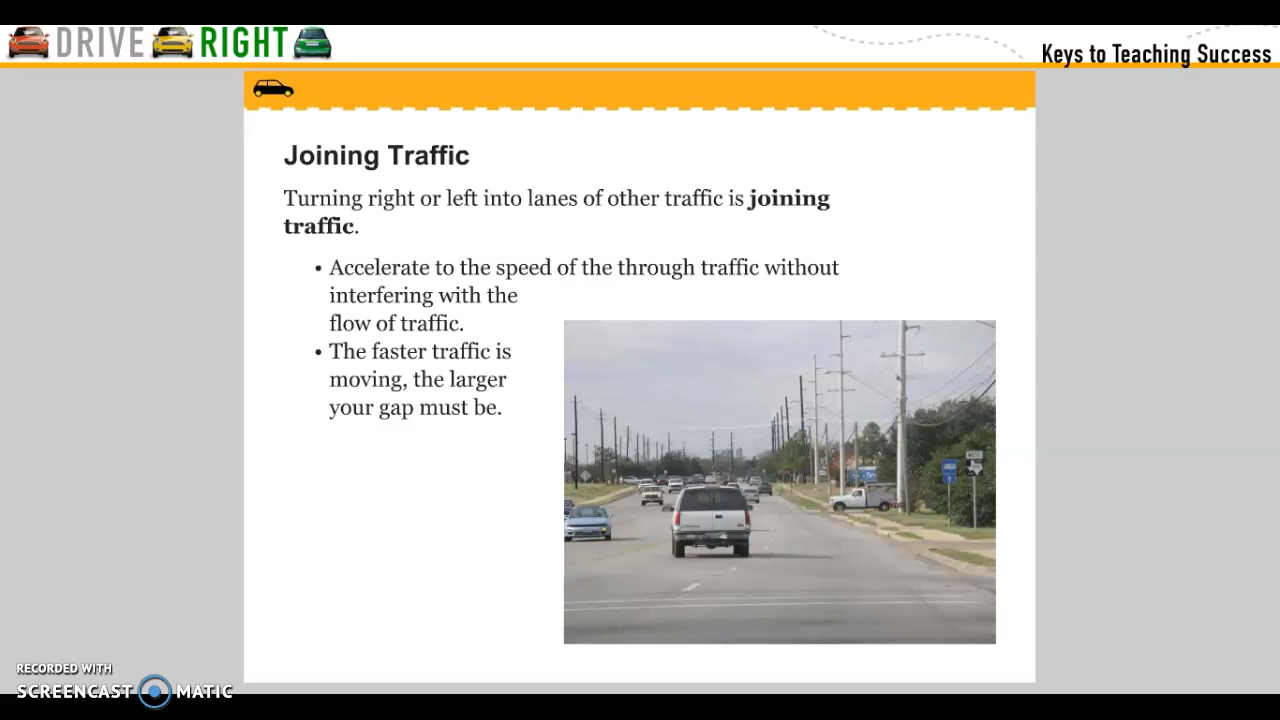 DRIVE RIGHT
Keys to Teaching Success
Joining Traffic
Turning right or left into lanes of other traffic is joining
traffic.
• Accelerate to the speed of the through traffic without
interfering with the
flow of traffic.
• The faster traffic is
moving, the larger
your gap must be.
RECORDED WITH
SCREENCAST MATIC